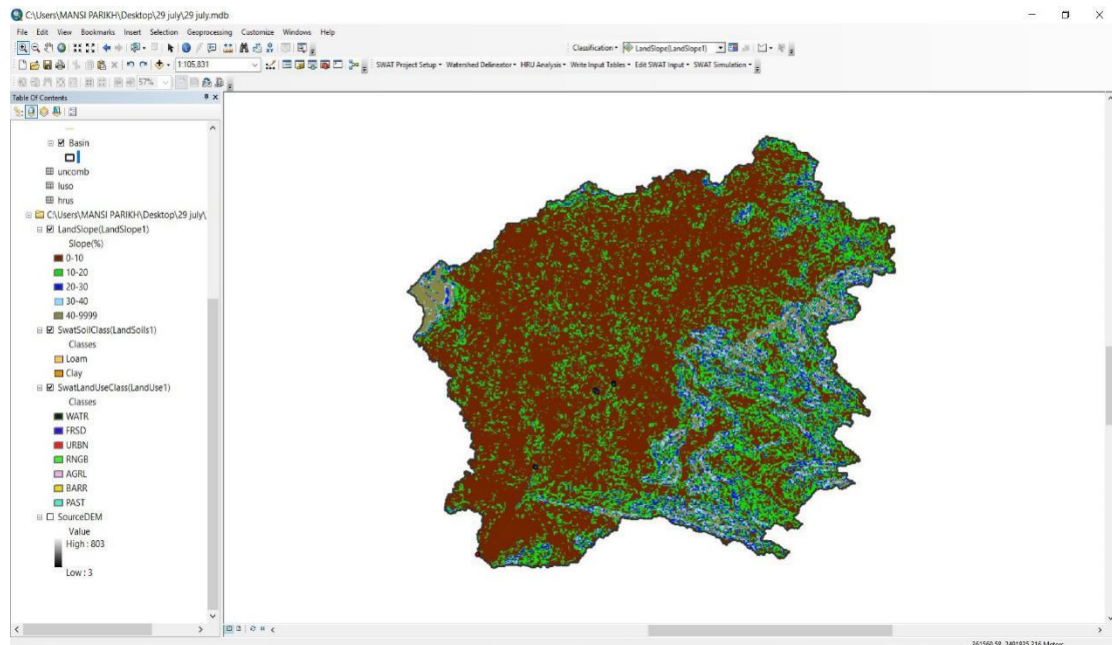 C:\Users\MANSI PARIKH\Desktop\29 july\29 july.mdb
File Edit View Bookmarks Insert Selection Geoprocessing Customize Windows Help
Classification LandSlope(LandSlope1)
1:105,831 SWAT Project Setup Watershed Delineator HRU Analysis Write Input Tables Edit SWAT Input SWAT Simulation
57%
Table Of Contents
Basin
uncomb
luso
hrus
C:\Users\MANSI PARIKH\Desktop\29 july\
LandSlope(LandSlope1)
Slope(%)
0-10
10-20
20-30
30-40
40-9999
SwatSoilClass(LandSoils1)
Classes
Loam
Clay
SwatLandUseClass(LandUse1)
Classes
WATR
FRSD
URBN
RNGB
AGRL
BARR
PAST
SourceDEM
Value
High : 803
Low : 3